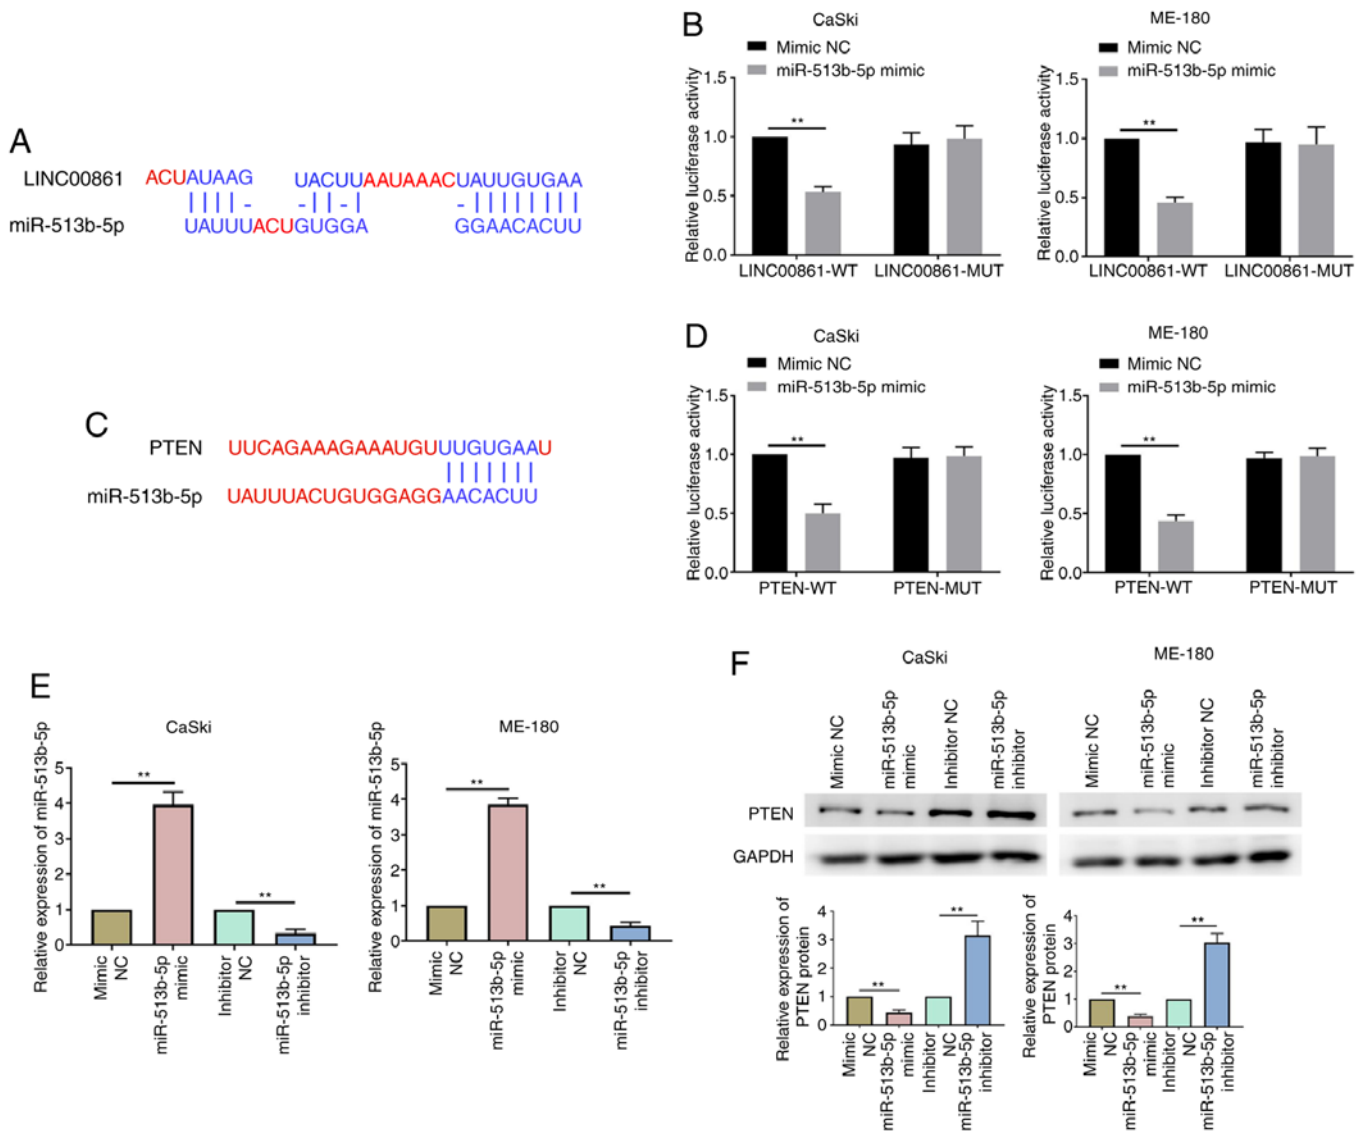 A
LINC00861 ACUAUAAG UACUUAAUAAACUAUUGUGAA
miR-513b-5p UAUUUACUGUGGA GGAACACUU
B
CaSki
Mimic NC
miR-513b-5p mimic
Relative luciferase activity
1.5
1.0
0.5
0.0
**
LINC00861-WT LINC00861-MUT
ME-180
Mimic NC
miR-513b-5p mimic
Relative luciferase activity
1.5
1.0
0.5
0.0
**
LINC00861-WT LINC00861-MUT
C
PTEN UUCAGAAAGAAAUGUUUGUGAAU
miR-513b-5p UAUUUACUGUGGAGGAACACUU
D
CaSki
Mimic NC
miR-513b-5p mimic
Relative luciferase activity
1.5
1.0
0.5
0.0
**
PTEN-WT PTEN-MUT
ME-180
Mimic NC
miR-513b-5p mimic
Relative luciferase activity
1.5
1.0
0.5
0.0
**
PTEN-WT PTEN-MUT
E
CaSki
Relative expression of miR-513b-5p
5
4
3
2
1
0
**
**
Mimic
NC
miR-513b-5p
mimic
Inhibitor
NC
miR-513b-5p
inhibitor
ME-180
Relative expression of miR-513b-5p
5
4
3
2
1
0
**
**
Mimic
NC
miR-513b-5p
mimic
Inhibitor
NC
miR-513b-5p
inhibitor
F
CaSki
Mimic NC
miR-513b-5p
mimic
Inhibitor NC
miR-513b-5p
inhibitor
ME-180
Mimic NC
miR-513b-5p
mimic
Inhibitor NC
miR-513b-5p
inhibitor
PTEN
GAPDH
Relative expression of
PTEN protein
4
3
2
1
0
**
**
Mimic
NC
miR-513b-5p
mimic
Inhibitor
NC
miR-513b-5p
inhibitor
Relative expression of
PTEN protein
4
3
2
1
0
**
**
Mimic
NC
miR-513b-5p
mimic
Inhibitor
NC
miR-513b-5p
inhibitor